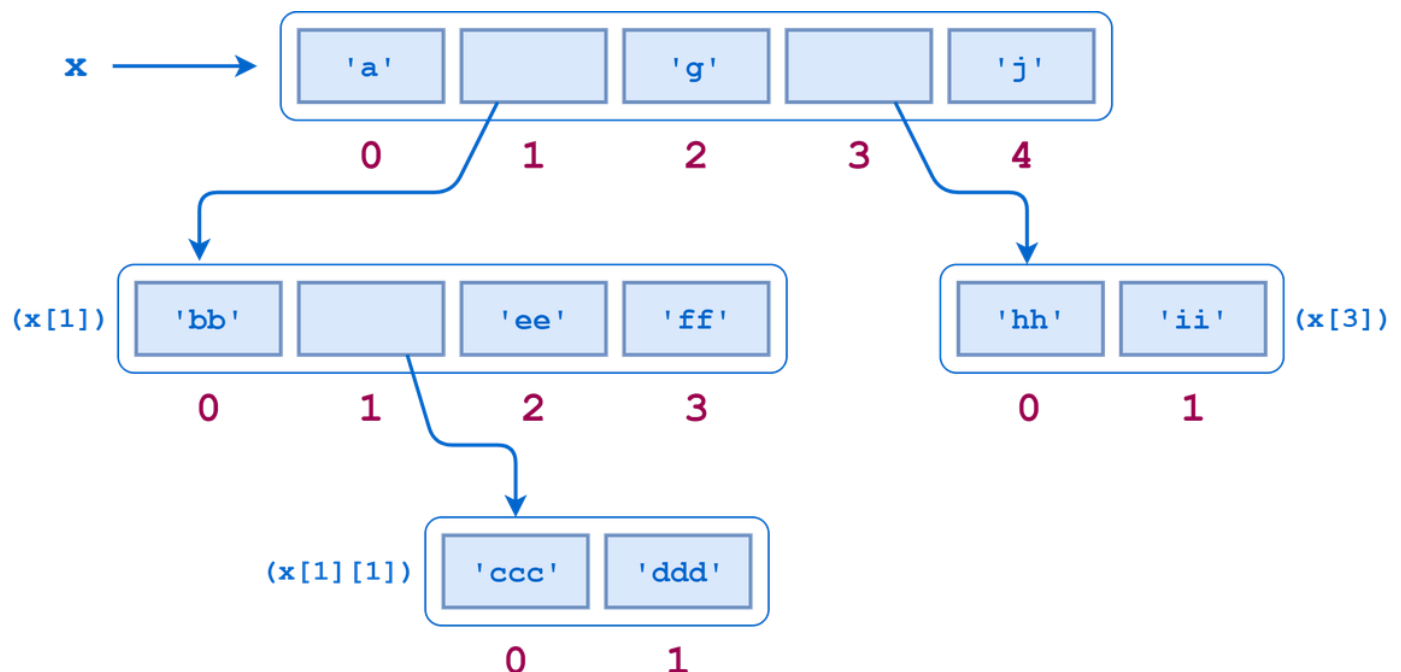 x 'a' 'g' 'j'
0 1 2 3 4
(x[1]) 'bb' 'ee' 'ff' 'hh' 'ii' (x[3])
0 1 2 3 0 1
(x[1][1]) 'ccc' 'ddd'
0 1